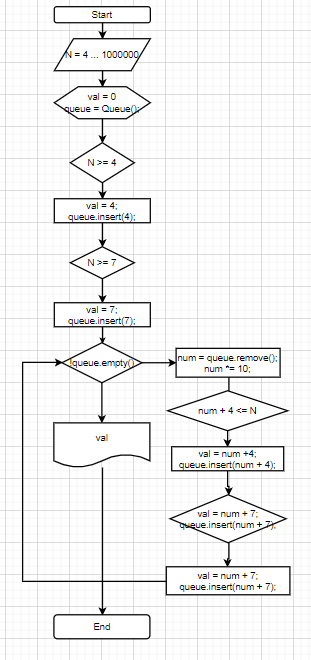 Start
N = 4 ... 1000000
val = 0
queue = Queue();
N >= 4
val = 4;
queue.insert(4);
N >= 7
val = 7;
queue.insert(7);
!queue.empty()
num = queue.remove();
num *= 10;
num + 4 <= N
val
val = num +4;
queue.insert(num + 4);
val = num + 7;
queue.insert(num + 7);
val = num + 7;
queue.insert(num + 7);
End